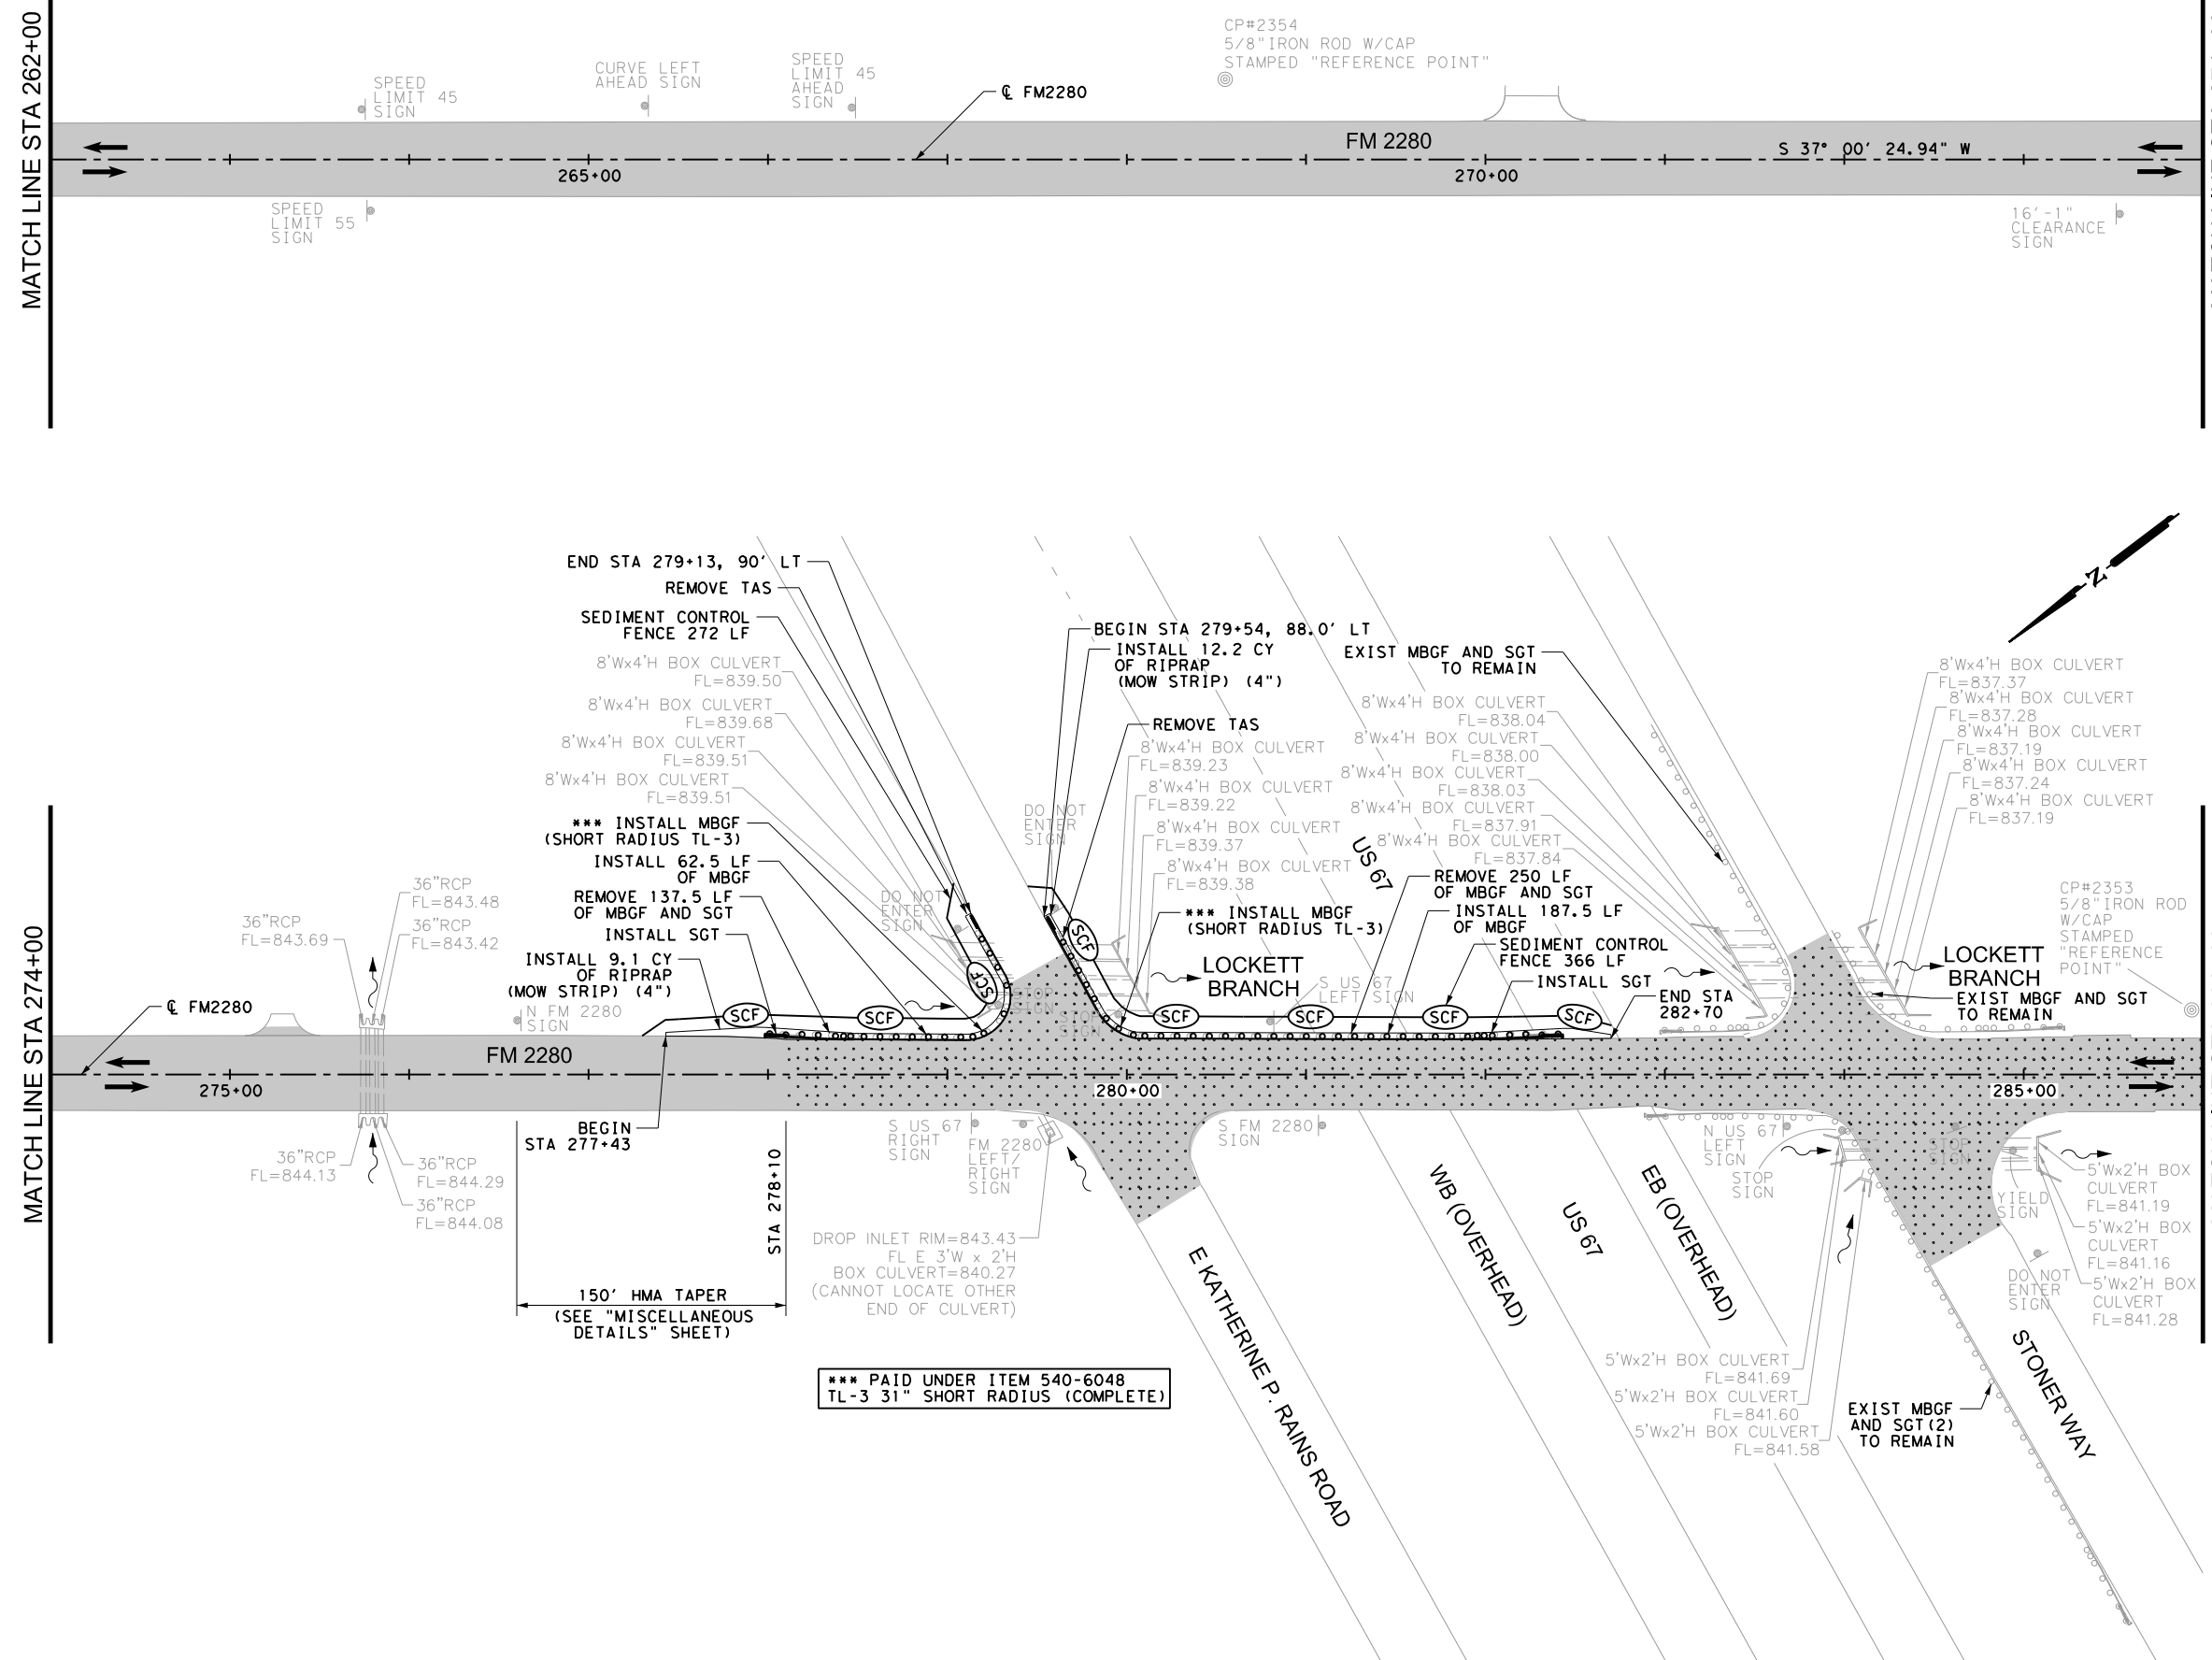 MATCH LINE STA 262+00
SPEED
LIMIT 45
SIGN
CURVE LEFT
AHEAD SIGN
SPEED
LIMIT 45
AHEAD
SIGN
CP#2354
5/8"IRON ROD W/CAP
STAMPED "REFERENCE POINT"
℄ FM2280
FM 2280
S 37° 00' 24.94" W
265+00
270+00
SPEED
LIMIT 55
SIGN
16'-1"
CLEARANCE
SIGN
N
END STA 279+13, 90' LT
REMOVE TAS
SEDIMENT CONTROL
FENCE 272 LF
8'Wx4'H BOX CULVERT
FL=839.50
8'Wx4'H BOX CULVERT
FL=839.68
8'Wx4'H BOX CULVERT
FL=839.51
8'Wx4'H BOX CULVERT
FL=839.51
*** INSTALL MBGF
(SHORT RADIUS TL-3)
INSTALL 62.5 LF
OF MBGF
REMOVE 137.5 LF
OF MBGF AND SGT
INSTALL SGT
INSTALL 9.1 CY
OF RIPRAP
(MOW STRIP) (4")
BEGIN STA 279+54, 88.0' LT
INSTALL 12.2 CY
OF RIPRAP
(MOW STRIP) (4")
REMOVE TAS
8'Wx4'H BOX CULVERT
FL=839.23
8'Wx4'H BOX CULVERT
FL=839.22
8'Wx4'H BOX CULVERT
FL=839.37
8'Wx4'H BOX CULVERT
FL=839.38
*** INSTALL MBGF
(SHORT RADIUS TL-3)
DO NOT
ENTER
SIGN
DO NOT
ENTER
SIGN
EXIST MBGF AND SGT
TO REMAIN
8'Wx4'H BOX CULVERT
FL=838.04
8'Wx4'H BOX CULVERT
FL=838.00
8'Wx4'H BOX CULVERT
FL=838.03
8'Wx4'H BOX CULVERT
FL=837.91
8'Wx4'H BOX CULVERT
FL=837.84
US 67
REMOVE 250 LF
OF MBGF AND SGT
INSTALL 187.5 LF
OF MBGF
SEDIMENT CONTROL
FENCE 366 LF
INSTALL SGT
END STA
282+70
8'Wx4'H BOX CULVERT
FL=837.37
8'Wx4'H BOX CULVERT
FL=837.28
8'Wx4'H BOX CULVERT
FL=837.19
8'Wx4'H BOX CULVERT
FL=837.24
8'Wx4'H BOX CULVERT
FL=837.19
CP#2353
5/8"IRON ROD
W/CAP
STAMPED
"REFERENCE
POINT"
LOCKETT
BRANCH
LOCKETT
BRANCH
EXIST MBGF AND SGT
TO REMAIN
S US 67
LEFT SIGN
STOP
SIGN
STOP
SIGN
SCF
SCF
SCF
SCF
SCF
SCF
SCF
SCF
MATCH LINE STA 274+00
36"RCP
FL=843.69
36"RCP
FL=843.48
36"RCP
FL=843.42
N FM 2280
SIGN
℄ FM2280
FM 2280
275+00
280+00
285+00
36"RCP
FL=844.13
36"RCP
FL=844.29
36"RCP
FL=844.08
BEGIN
STA 277+43
STA 278+10
150' HMA TAPER
(SEE "MISCELLANEOUS
DETAILS" SHEET)
S US 67
RIGHT
SIGN
FM 2280
LEFT/
RIGHT
SIGN
DROP INLET RIM=843.43
FL E 3'W x 2'H
BOX CULVERT=840.27
(CANNOT LOCATE OTHER
END OF CULVERT)
S FM 2280
SIGN
E KATHERINE P. RAINS ROAD
WB (OVERHEAD)
US 67
EB (OVERHEAD)
N US 67
LEFT
SIGN
STOP
SIGN
STOP
SIGN
YIELD
SIGN
DO NOT
ENTER
SIGN
5'Wx2'H BOX
CULVERT
FL=841.19
5'Wx2'H BOX
CULVERT
FL=841.16
5'Wx2'H BOX
CULVERT
FL=841.28
5'Wx2'H BOX CULVERT
FL=841.69
5'Wx2'H BOX CULVERT
FL=841.60
5'Wx2'H BOX CULVERT
FL=841.58
EXIST MBGF
AND SGT(2)
TO REMAIN
STONER WAY
*** PAID UNDER ITEM 540-6048
TL-3 31" SHORT RADIUS (COMPLETE)